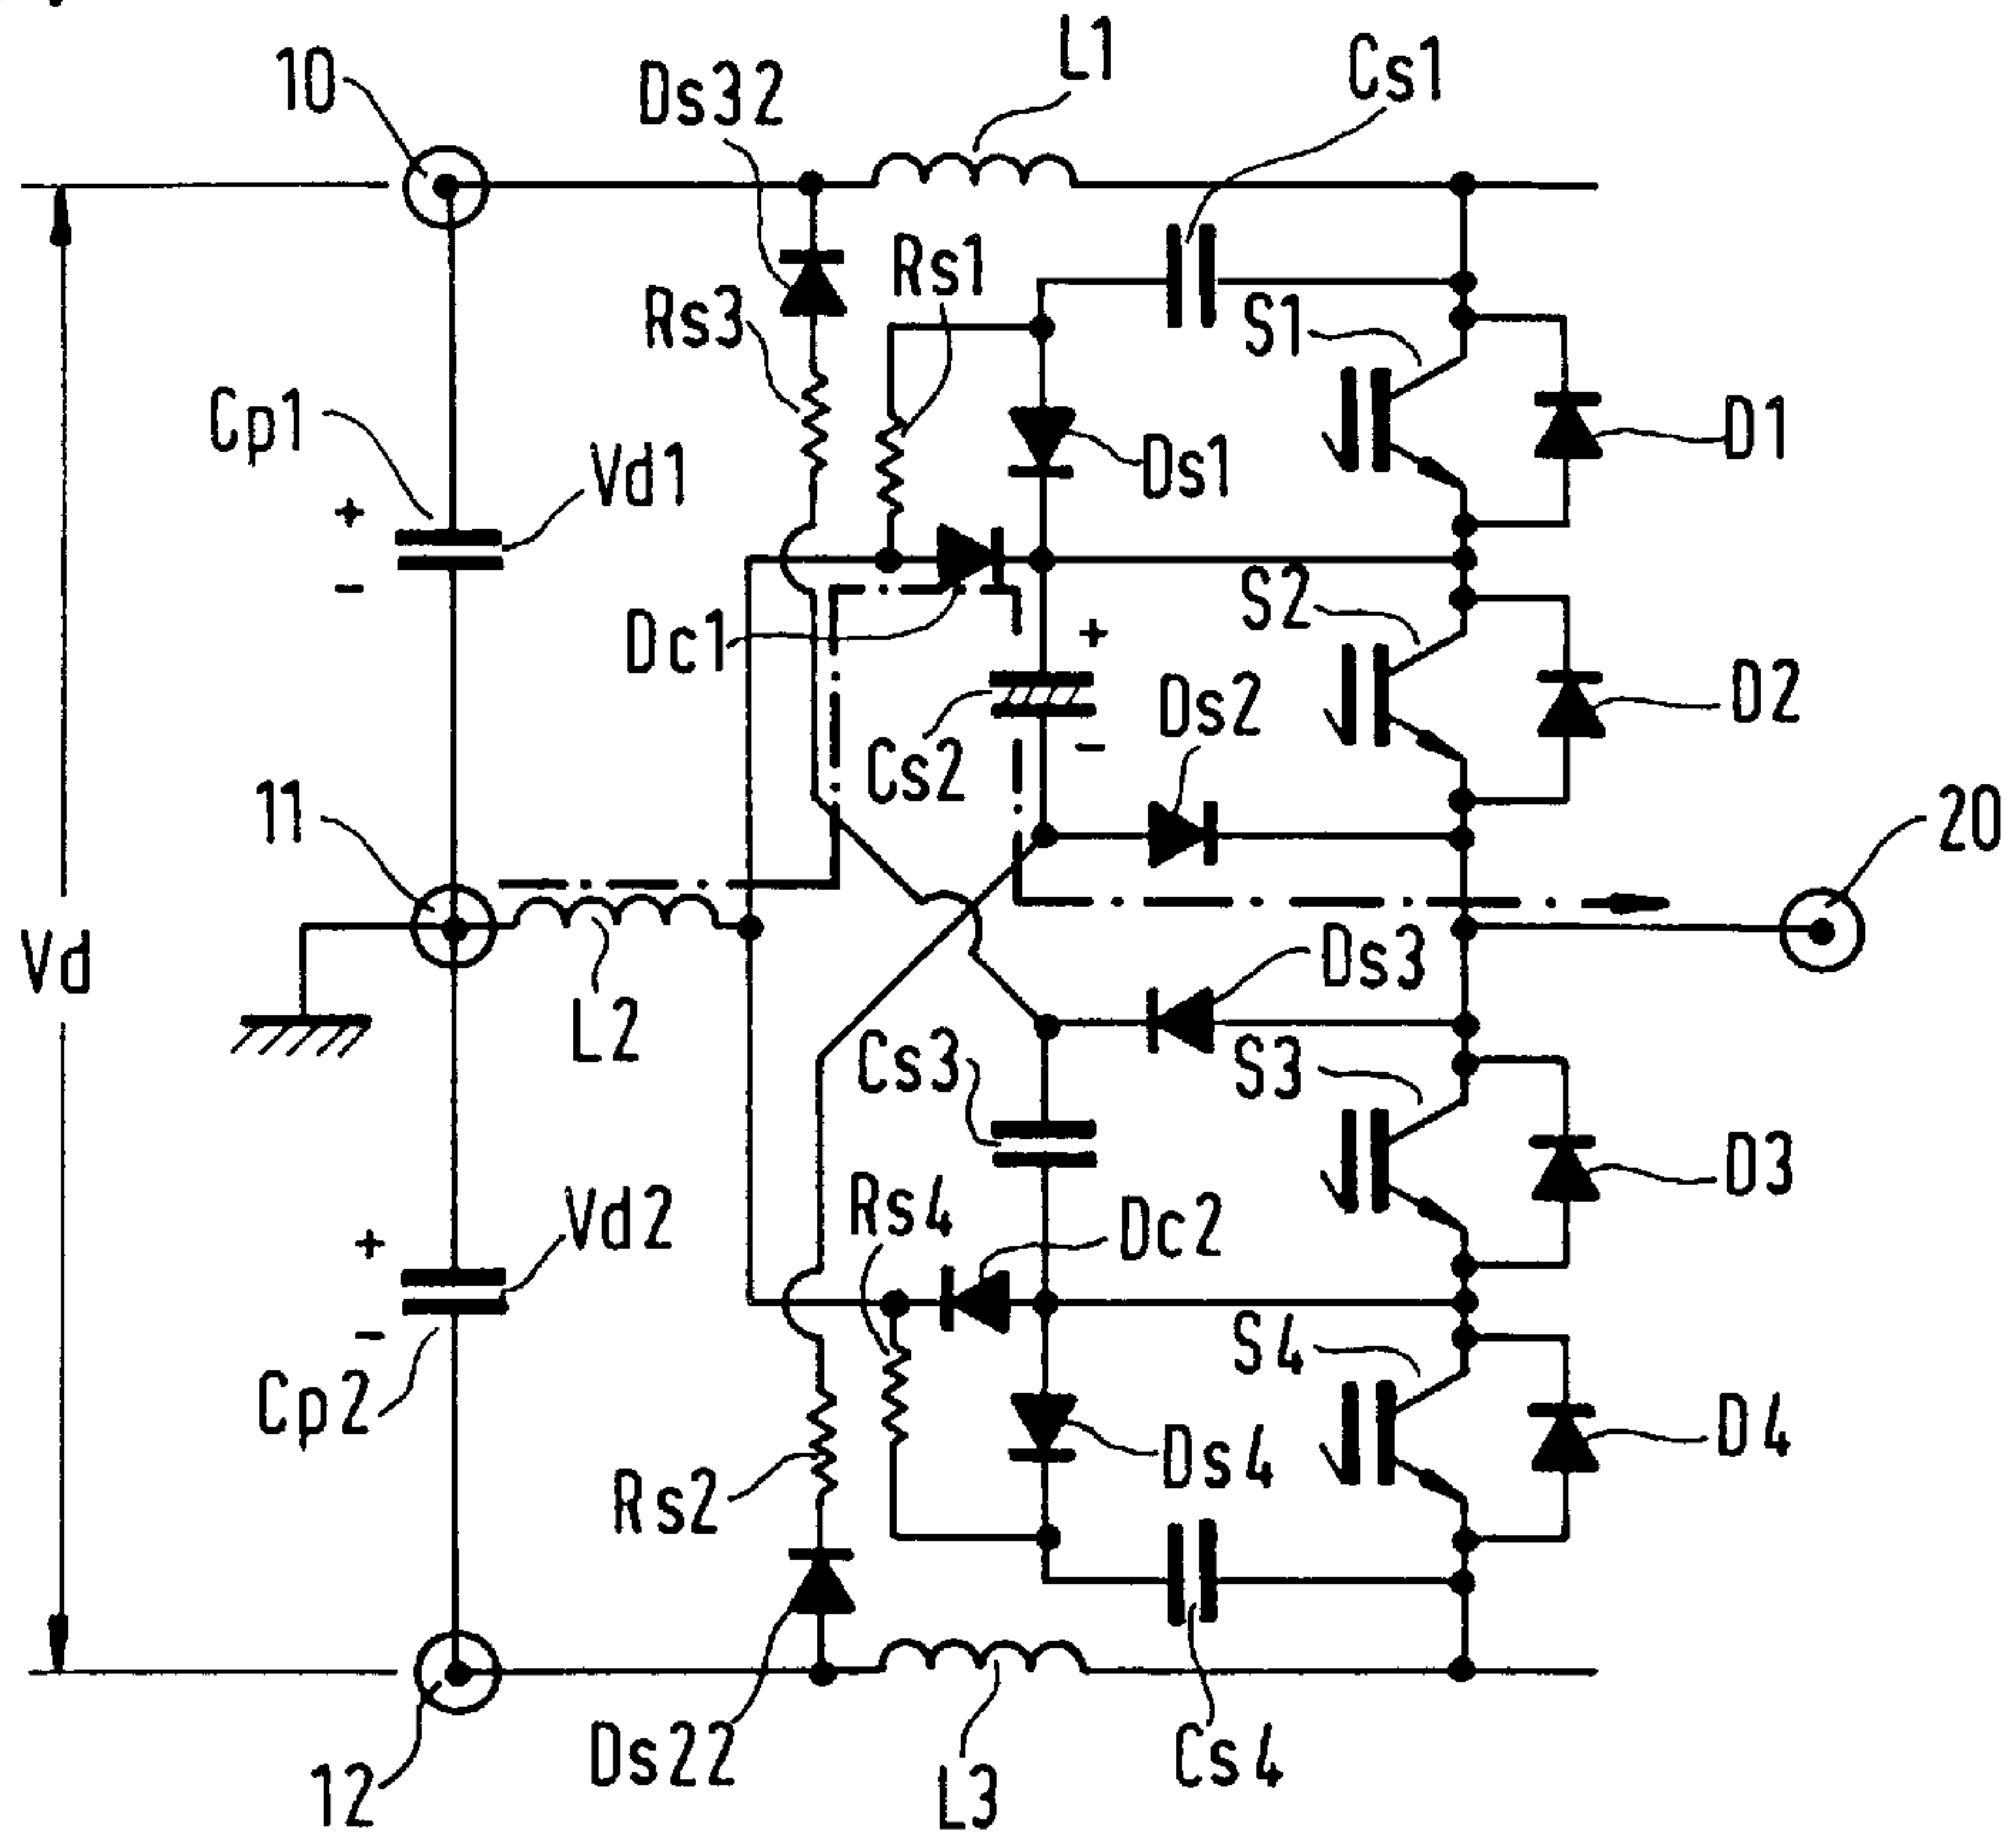 L1
10
Ds32
Cs1
Rs1
Rs3
S1
Cp1
Vd1
D1
Ds1
+
-
S2
Dc1
+
D2
Ds2
Cs2
-
11
20
Vd
Ds3
L2
Cs3
S3
D3
Rs4
Vd2
Dc2
+
-
S4
Cp2
D4
Ds4
Rs2
Ds22
Cs4
12
L3